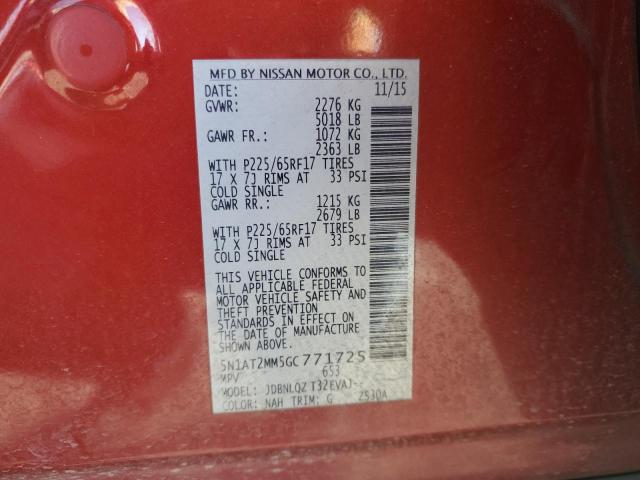 MFD BY NISSAN MOTOR CO., LTD.
DATE: 11/15
GVWR: 2276 KG
5018 LB
GAWR FR.: 1072 KG
2363 LB
WITH P225/65RF17 TIRES
17 X 7J RIMS AT 33 PSI
COLD SINGLE
GAWR RR.: 1215 KG
2679 LB
WITH P225/65RF17 TIRES
17 X 7J RIMS AT 33 PSI
COLD SINGLE
THIS VEHICLE CONFORMS TO
ALL APPLICABLE FEDERAL
MOTOR VEHICLE SAFETY AND
THEFT PREVENTION
STANDARDS IN EFFECT ON
THE DATE OF MANUFACTURE
SHOWN ABOVE.
5N1AT2MM5GC771725
MPV 653
MODEL: JDBNLQZ T32EVAJ--
COLOR: NAH TRIM: G